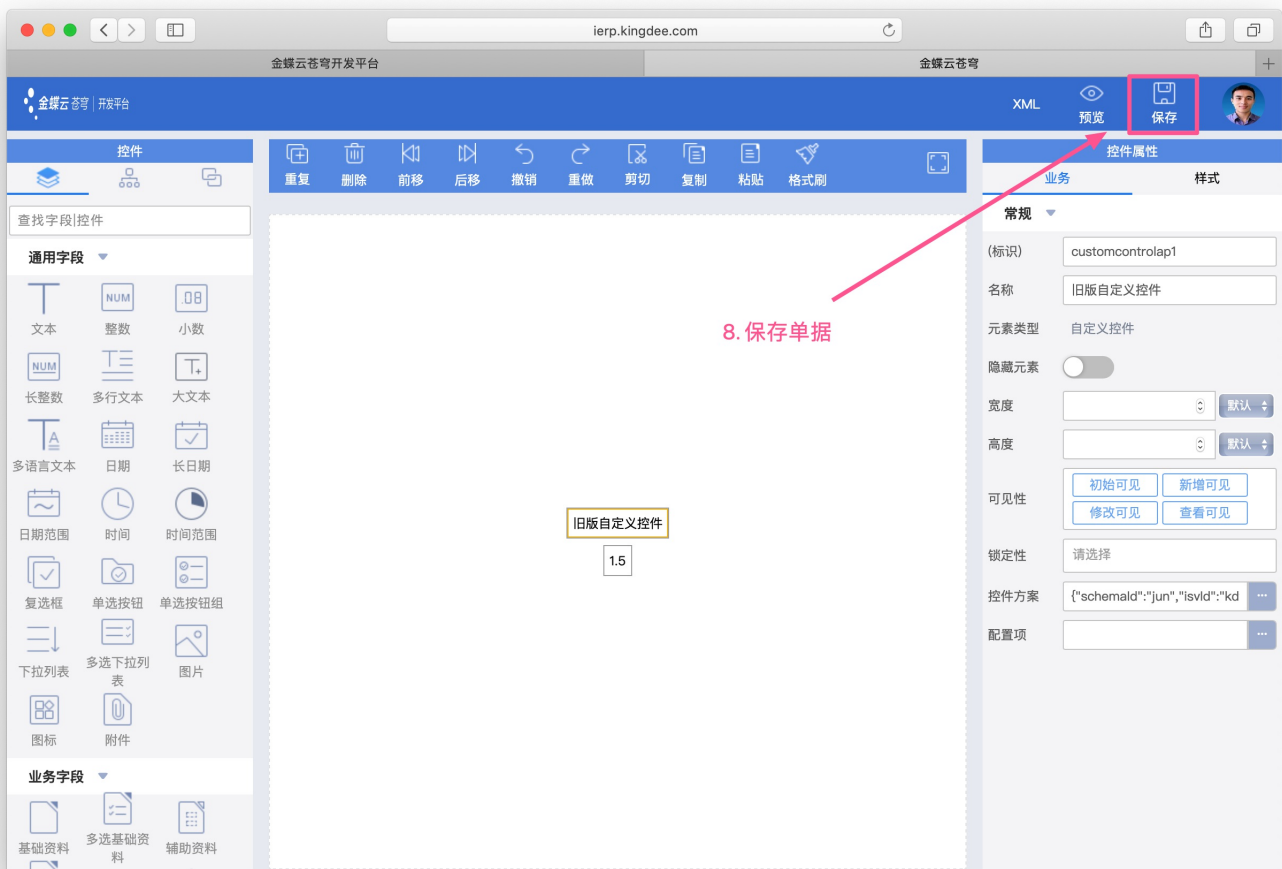 ierp.kingdee.com
金蝶云苍穹开发平台
金蝶云苍穹
金蝶云 苍穹 | 开发平台
XML
预览
保存
控件
重复
删除
前移
后移
撤销
重做
剪切
复制
粘贴
格式刷
控件属性
业务
样式
查找字段|控件
常规
通用字段
NUM
.08
文本
整数
小数
NUM
长整数
多行文本
大文本
多语言文本
日期
长日期
日期范围
时间
时间范围
复选框
单选按钮
单选按钮组
下拉列表
多选下拉列
表
图片
图标
附件
业务字段
基础资料
多选基础资
料
辅助资料
8. 保存单据
旧版自定义控件
1.5
(标识)
customcontrolap1
名称
旧版自定义控件
元素类型
自定义控件
隐藏元素
宽度
默认
高度
默认
可见性
初始可见
新增可见
修改可见
查看可见
锁定性
请选择
控件方案
{"schemaId":"jun","isvId":"kd
...
配置项
...